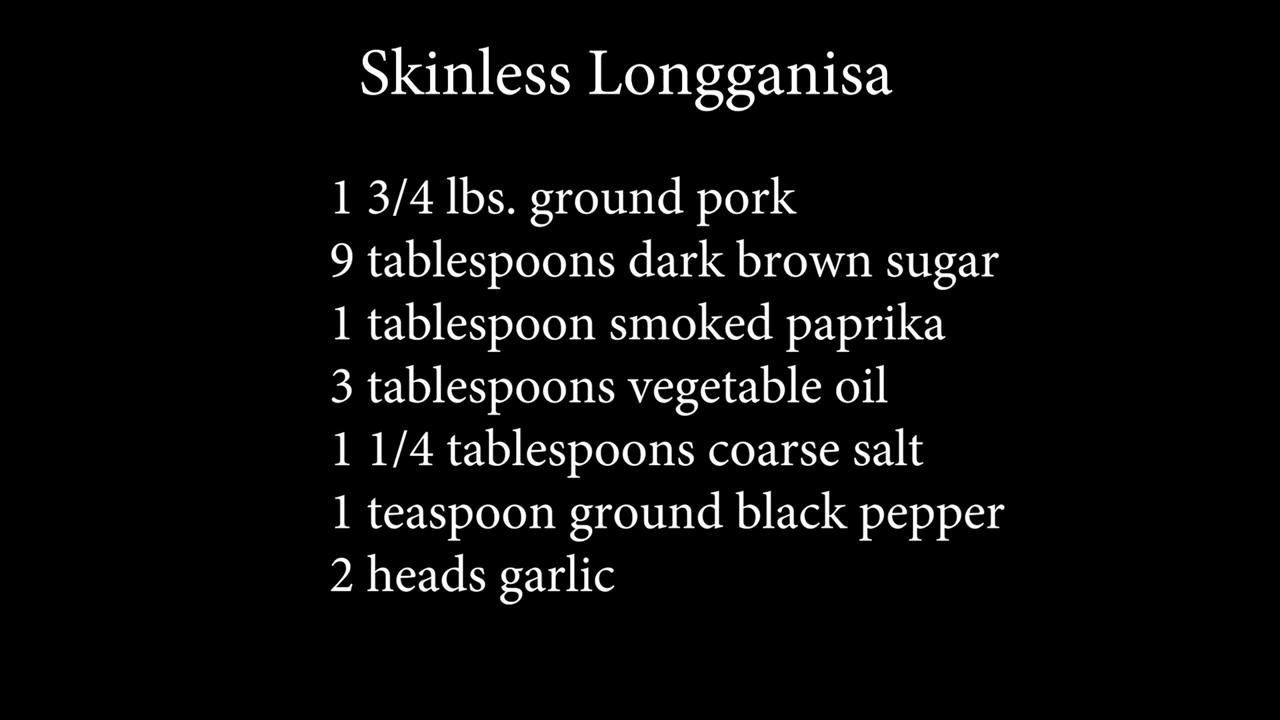 Skinless Longganisa
1 3/4 lbs. ground pork
9 tablespoons dark brown sugar
1 tablespoon smoked paprika
3 tablespoons vegetable oil
1 1/4 tablespoons coarse salt
1 teaspoon ground black pepper
2 heads garlic